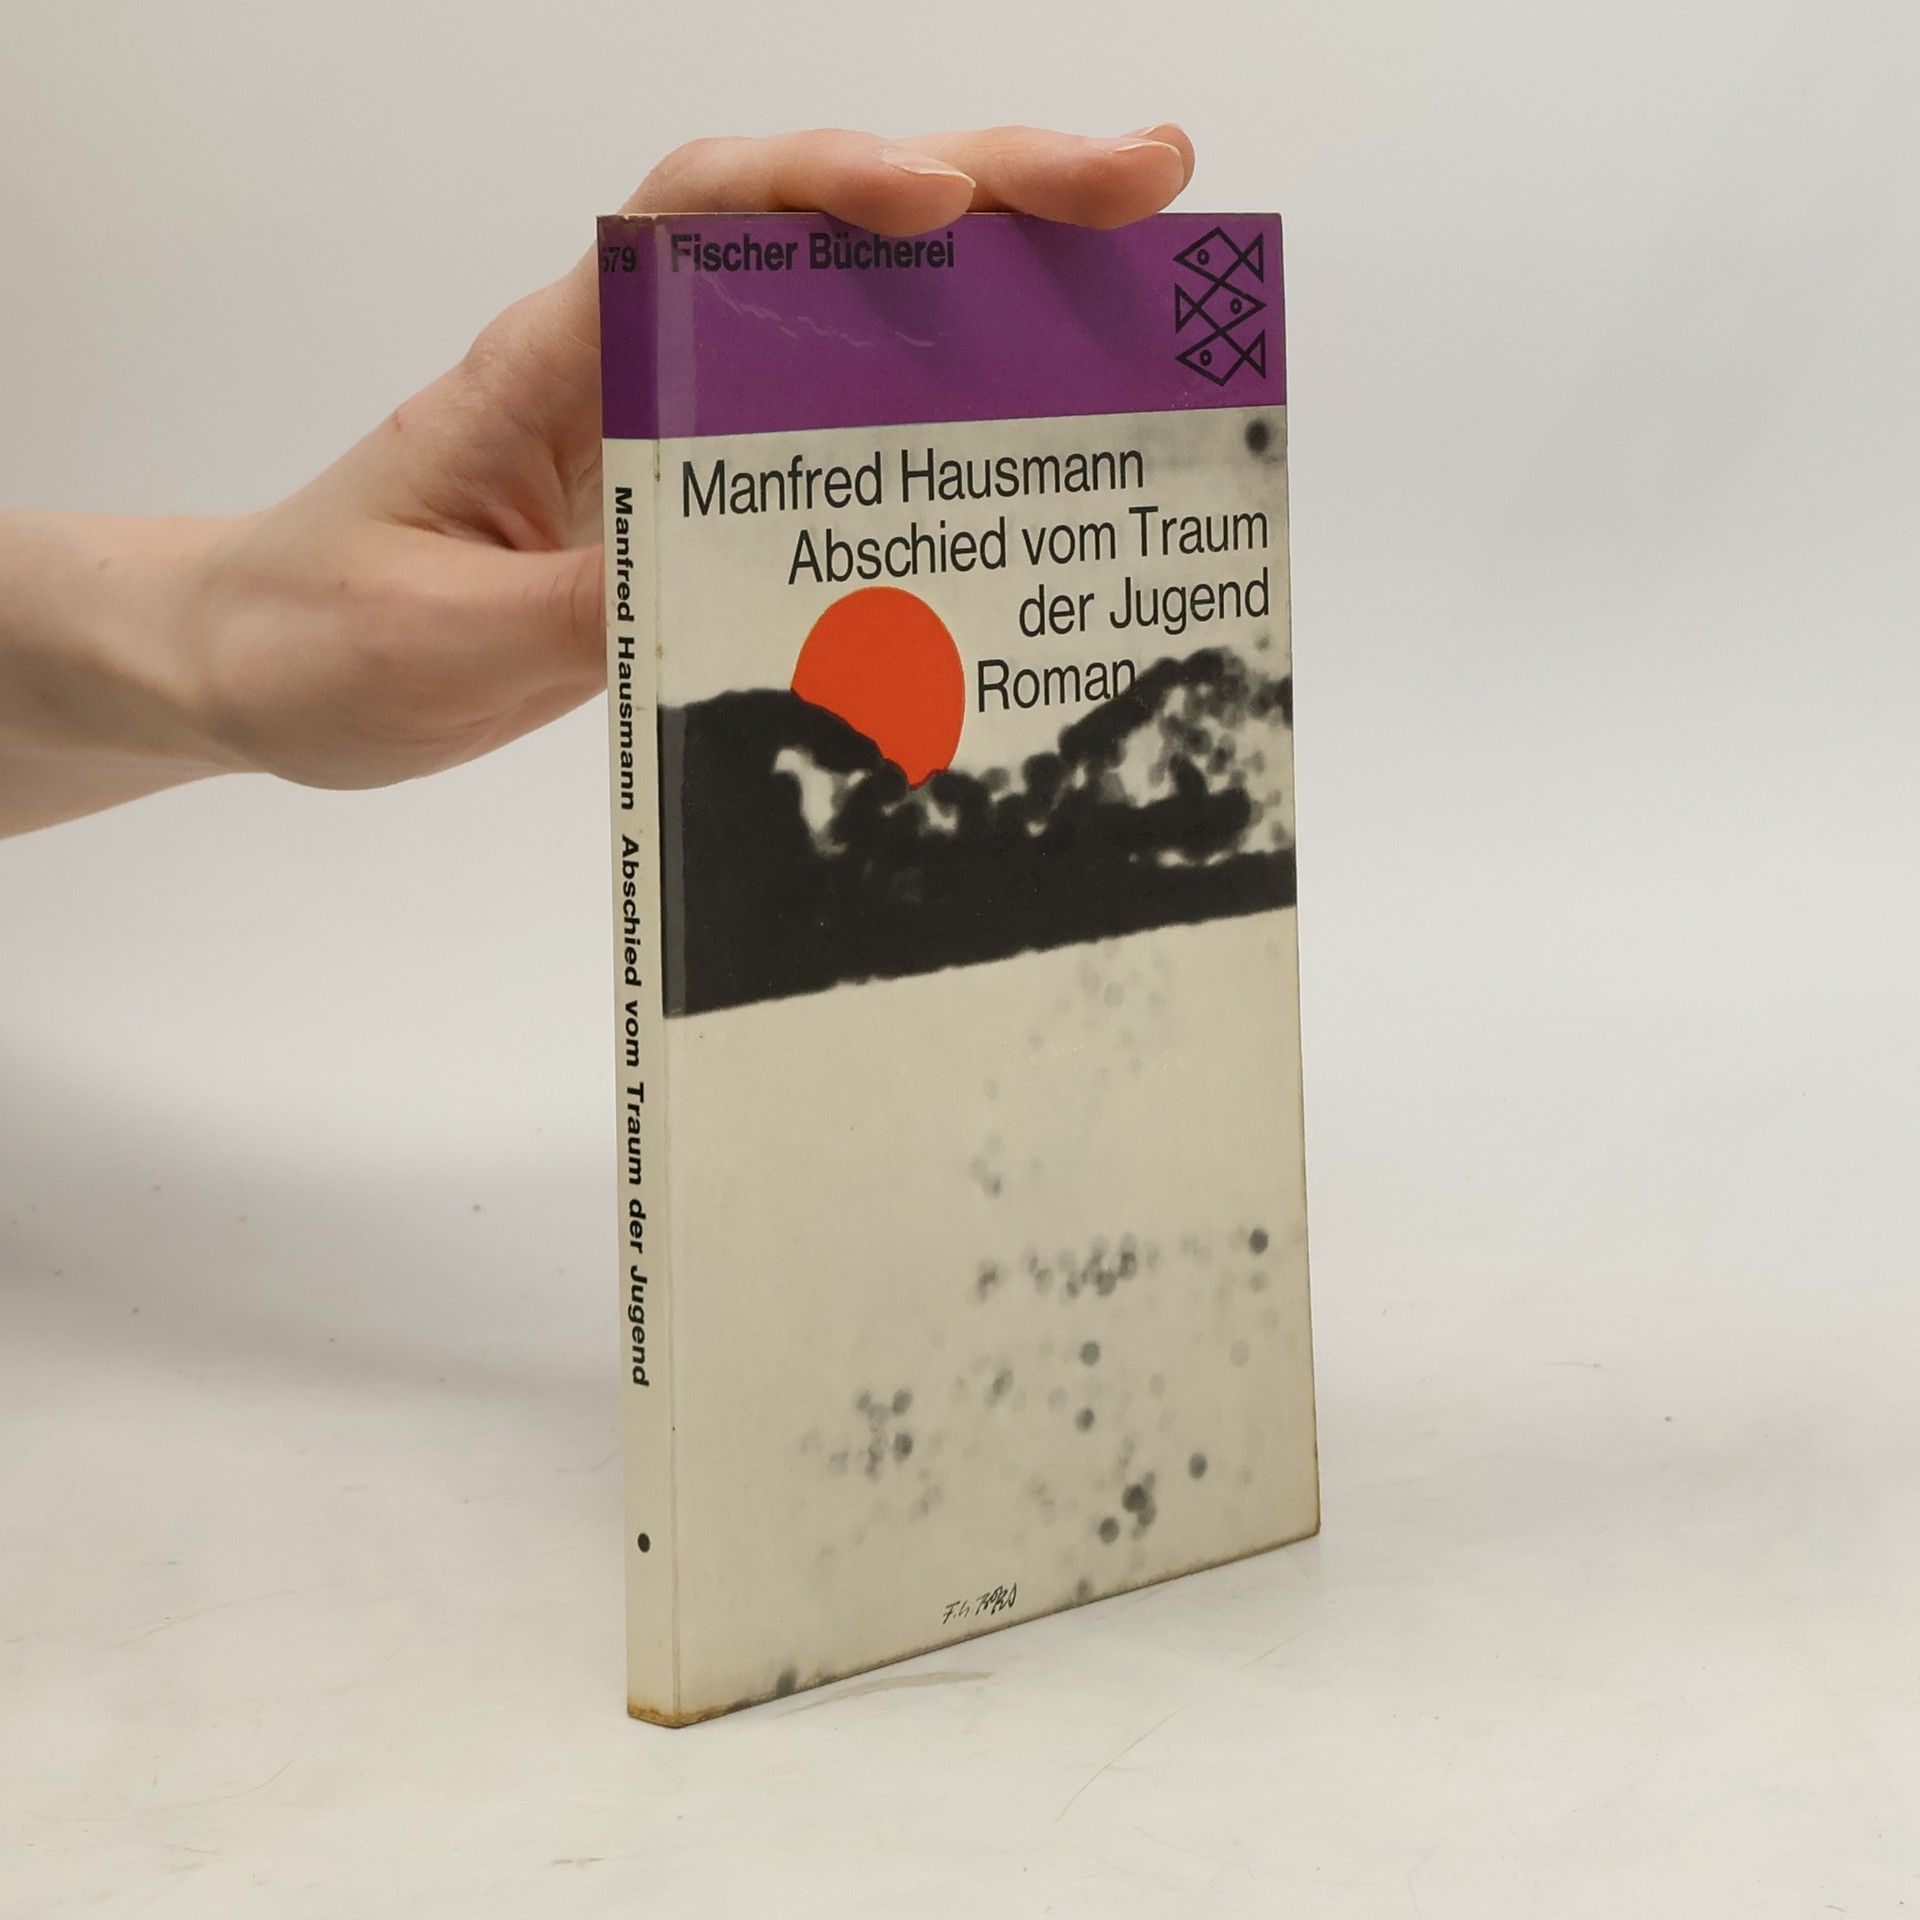 Fischer Bücherei
Manfred Hausmann
Abschied vom Traum
der Jugend
Roman
579
Manfred Hausmann Abschied vom Traum der Jugend